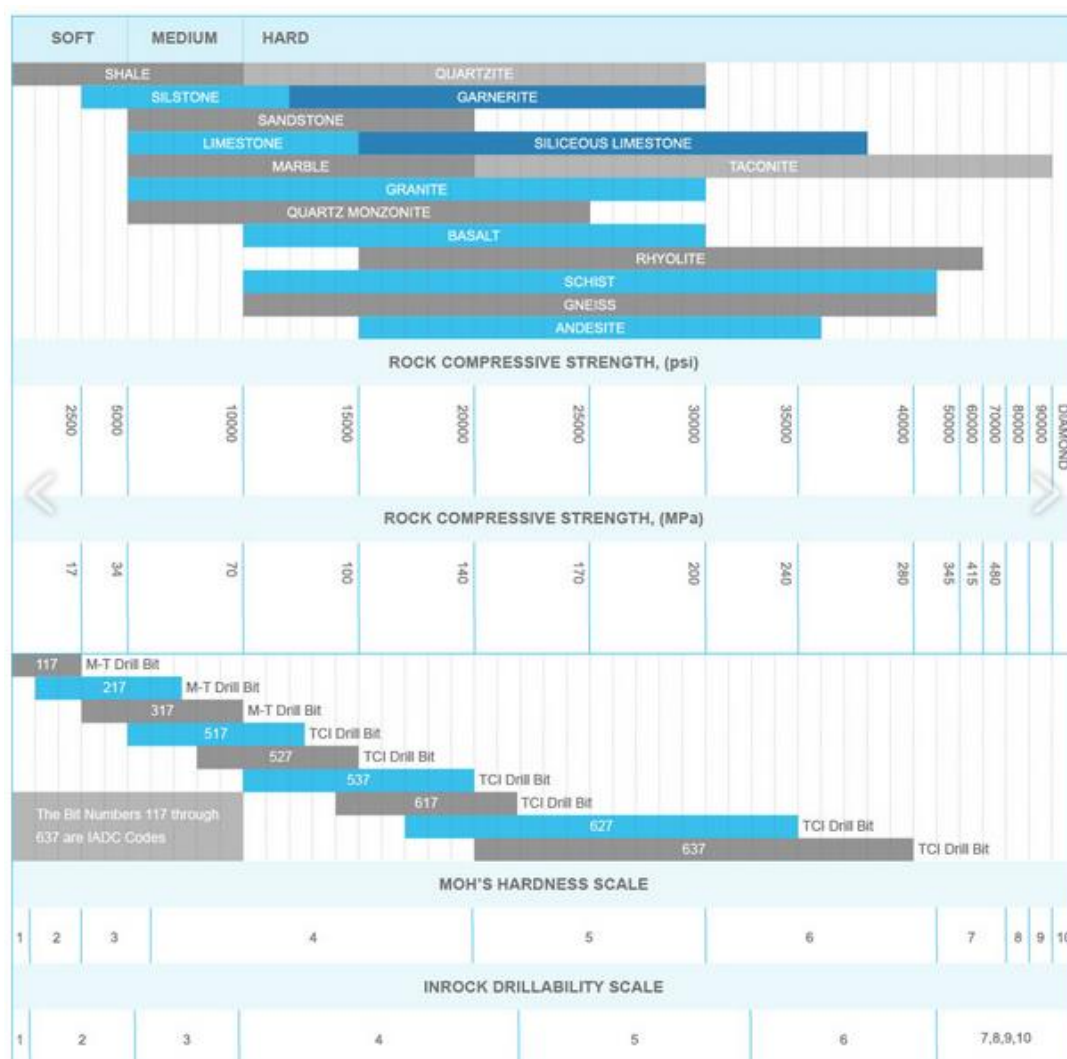 SOFT MEDIUM HARD
SHALE QUARTZITE
SILSTONE GARNERITE
SANDSTONE
LIMESTONE SILICEOUS LIMESTONE
MARBLE TACONITE
GRANITE
QUARTZ MONZONITE
BASALT
RHYOLITE
SCHIST
GNEISS
ANDESITE
ROCK COMPRESSIVE STRENGTH, (psi)
2500 5000 10000 15000 20000 25000 30000 35000 40000 50000 60000 70000 80000 90000 DIAMOND
ROCK COMPRESSIVE STRENGTH, (MPa)
17 34 70 100 140 170 200 240 280 345 415 480
117 M-T Drill Bit
217 M-T Drill Bit
317 M-T Drill Bit
517 TCI Drill Bit
527 TCI Drill Bit
537 TCI Drill Bit
617 TCI Drill Bit
The Bit Numbers 117 through
627 TCI Drill Bit
637 are IADC Codes
637 TCI Drill Bit
MOH'S HARDNESS SCALE
1 2 3 4 5 6 7 8 9 10
INROCK DRILLABILITY SCALE
1 2 3 4 5 6 7,8,9,10